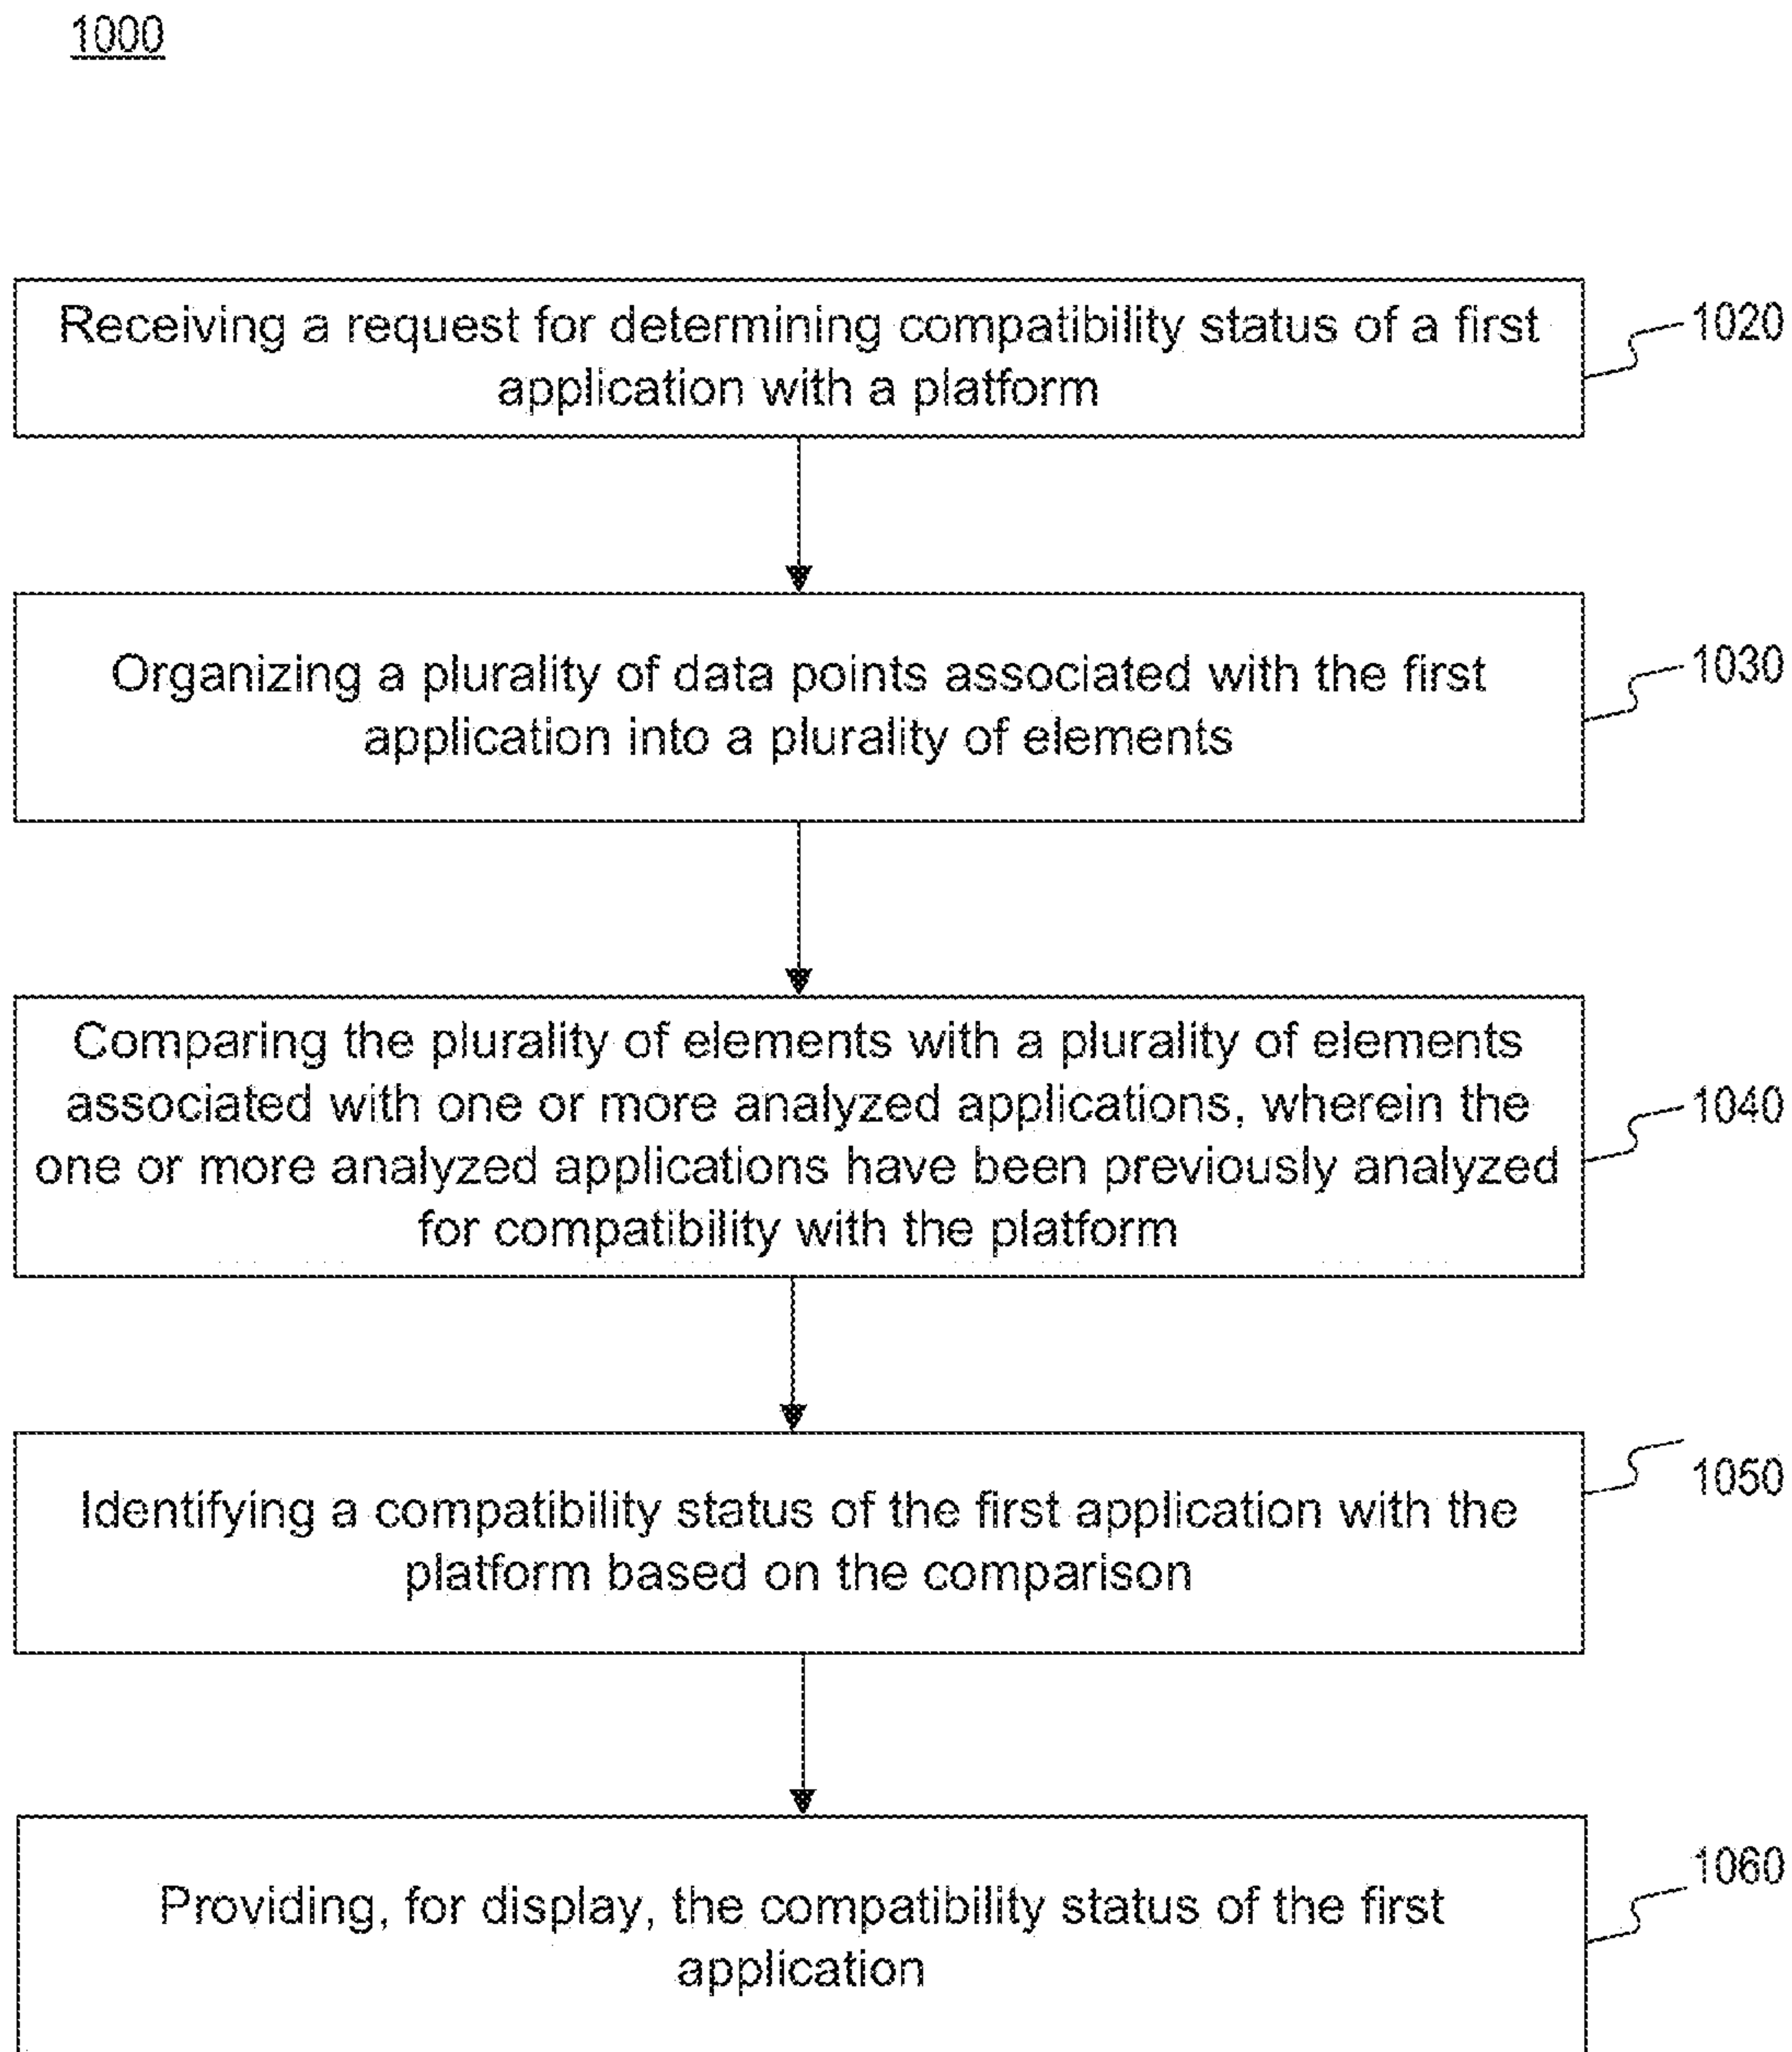 1000
Receiving a request for determining compatibility status of a first
application with a platform
1020
Organizing a plurality of data points associated with the first
application into a plurality of elements
1030
Comparing the plurality of elements with a plurality of elements
associated with one or more analyzed applications, wherein the
one or more analyzed applications have been previously analyzed
for compatibility with the platform
1040
Identifying a compatibility status of the first application with the
platform based on the comparison
1050
Providing, for display, the compatibility status of the first
application
1060